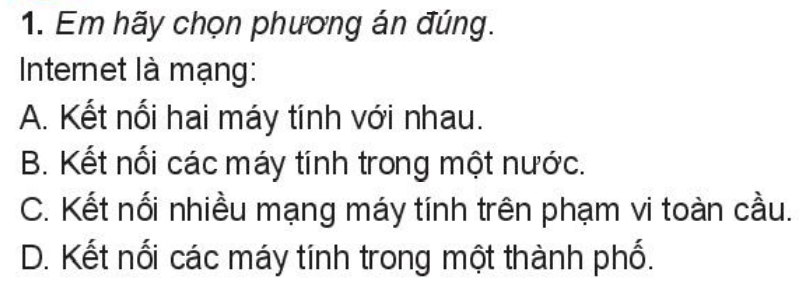 1. Em hãy chọn phương án đúng.
Internet là mạng:
A. Kết nối hai máy tính với nhau.
B. Kết nối các máy tính trong một nước.
C. Kết nối nhiều mạng máy tính trên phạm vi toàn cầu.
D. Kết nối các máy tính trong một thành phố.